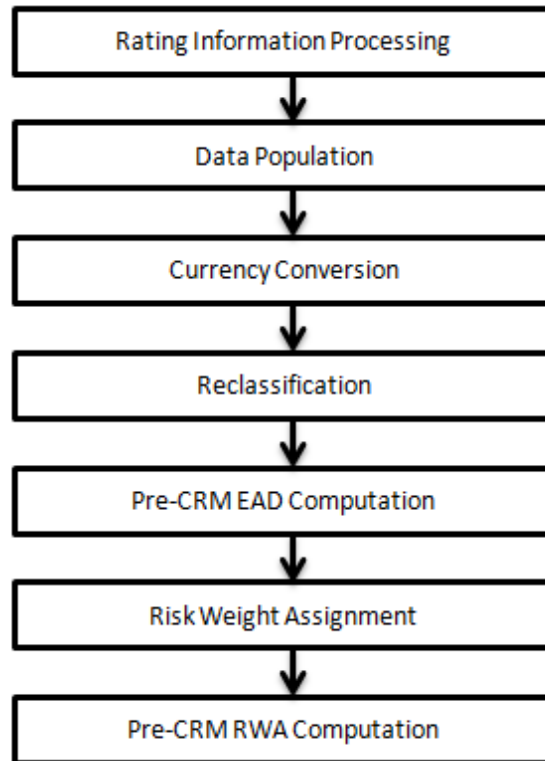 Rating Information Processing
Data Population
Currency Conversion
Reclassification
Pre-CRM EAD Computation
Risk Weight Assignment
Pre-CRM RWA Computation